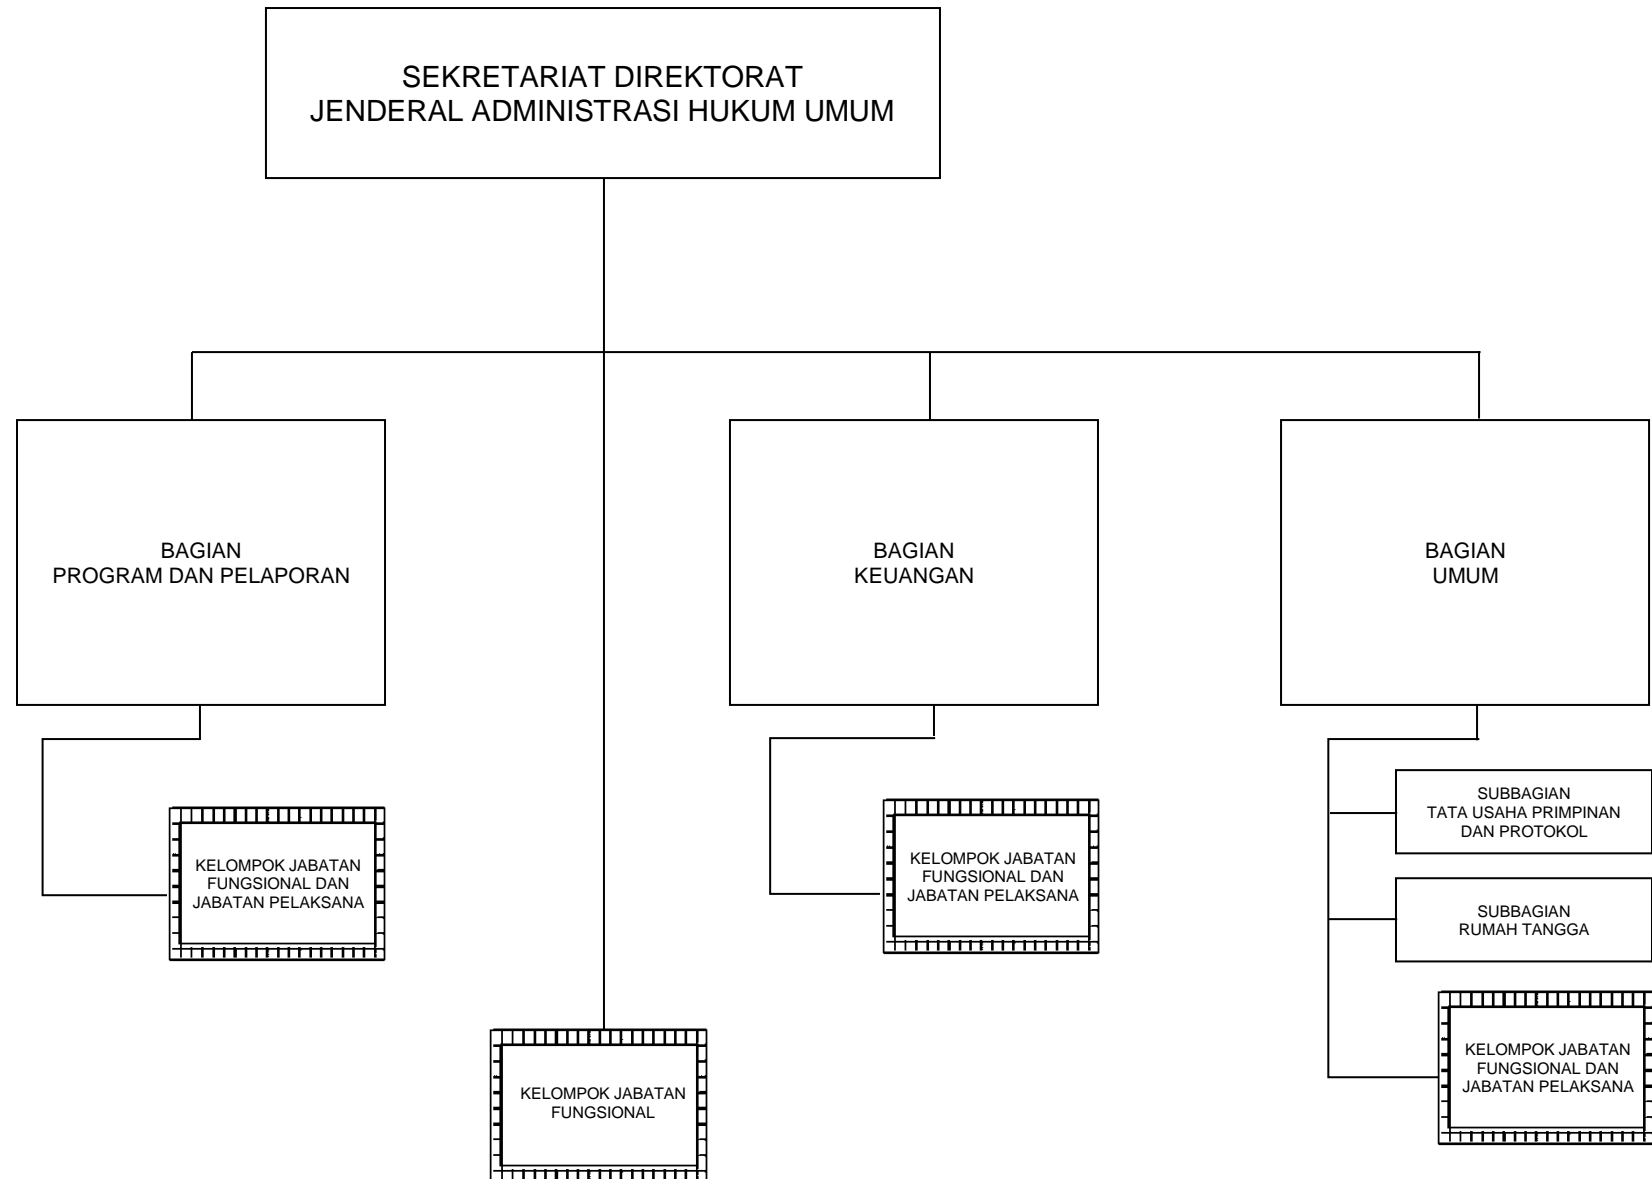 SEKRETARIAT DIREKTORAT
JENDERAL ADMINISTRASI HUKUM UMUM
BAGIAN
PROGRAM DAN PELAPORAN
BAGIAN
KEUANGAN
BAGIAN
UMUM
KELOMPOK JABATAN
FUNGSIONAL DAN
JABATAN PELAKSANA
KELOMPOK JABATAN
FUNGSIONAL
KELOMPOK JABATAN
FUNGSIONAL DAN
JABATAN PELAKSANA
SUBBAGIAN
TATA USAHA PRIMPINAN
DAN PROTOKOL
SUBBAGIAN
RUMAH TANGGA
KELOMPOK JABATAN
FUNGSIONAL DAN
JABATAN PELAKSANA